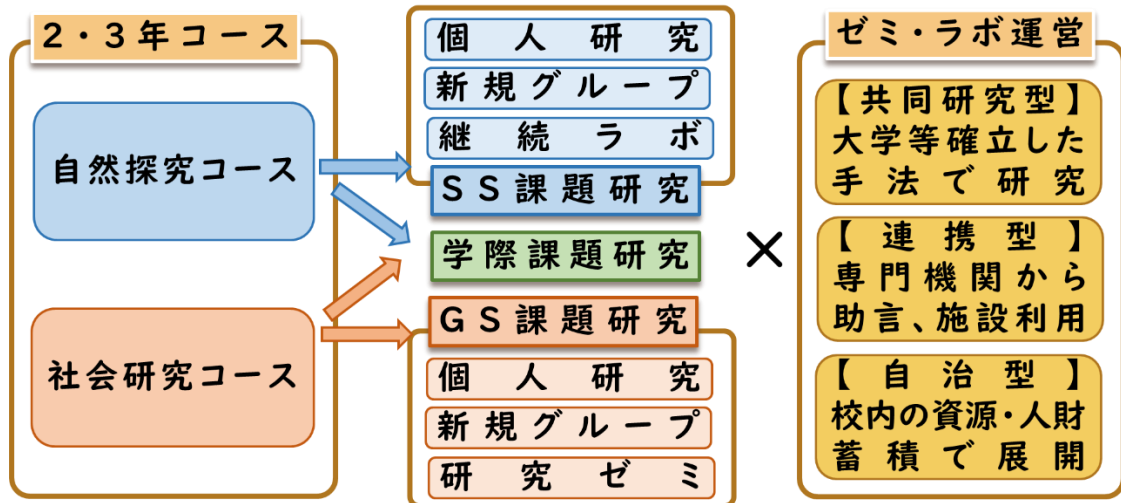 2・3年コース
自然探究コース
社会研究コース
個人研究
新規グループ
継続ラボ
SS課題研究
学際課題研究
GS課題研究
個人研究
新規グループ
研究ゼミ
×
ゼミ・ラボ運営
【共同研究型】
大学等確立した
手法で研究
【連携型】
専門機関から
助言、施設利用
【自治型】
校内の資源・人財
蓄積で展開